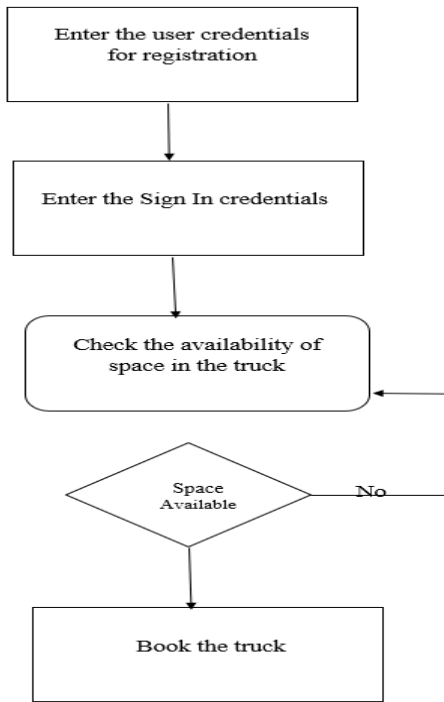 Enter the user credentials
for registration
Enter the Sign In credentials
Check the availability of
space in the truck
Space
Available
No
Book the truck